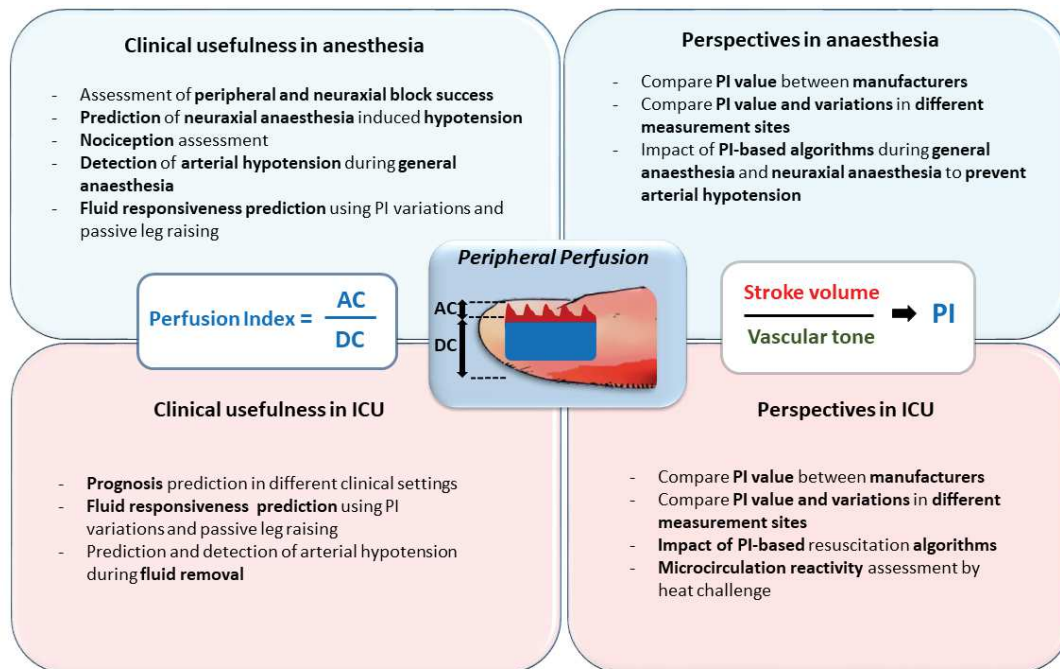 Clinical usefulness in anesthesia
- Assessment of peripheral and neuraxial block success
- Prediction of neuraxial anaesthesia induced hypotension
- Nociception assessment
- Detection of arterial hypotension during general
anaesthesia
- Fluid responsiveness prediction using PI variations and
passive leg raising
Perspectives in anaesthesia
- Compare PI value between manufacturers
- Compare PI value and variations in different
measurement sites
- Impact of PI-based algorithms during general
anaesthesia and neuraxial anaesthesia to prevent
arterial hypotension
Perfusion Index = AC
DC
Peripheral Perfusion
AC
DC
Stroke volume
Vascular tone
PI
Clinical usefulness in ICU
- Prognosis prediction in different clinical settings
- Fluid responsiveness prediction using PI
variations and passive leg raising
- Prediction and detection of arterial hypotension
during fluid removal
Perspectives in ICU
- Compare PI value between manufacturers
- Compare PI value and variations in different
measurement sites
- Impact of PI-based resuscitation algorithms
- Microcirculation reactivity assessment by
heat challenge